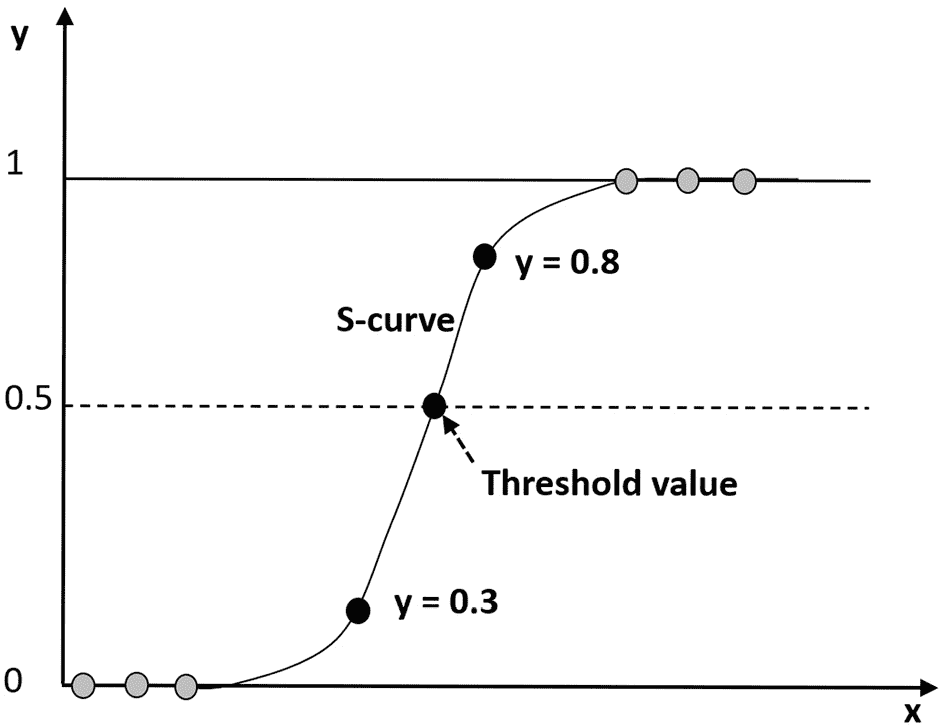 y
1
y = 0.8
S-curve
0.5
Threshold value
y = 0.3
0
x